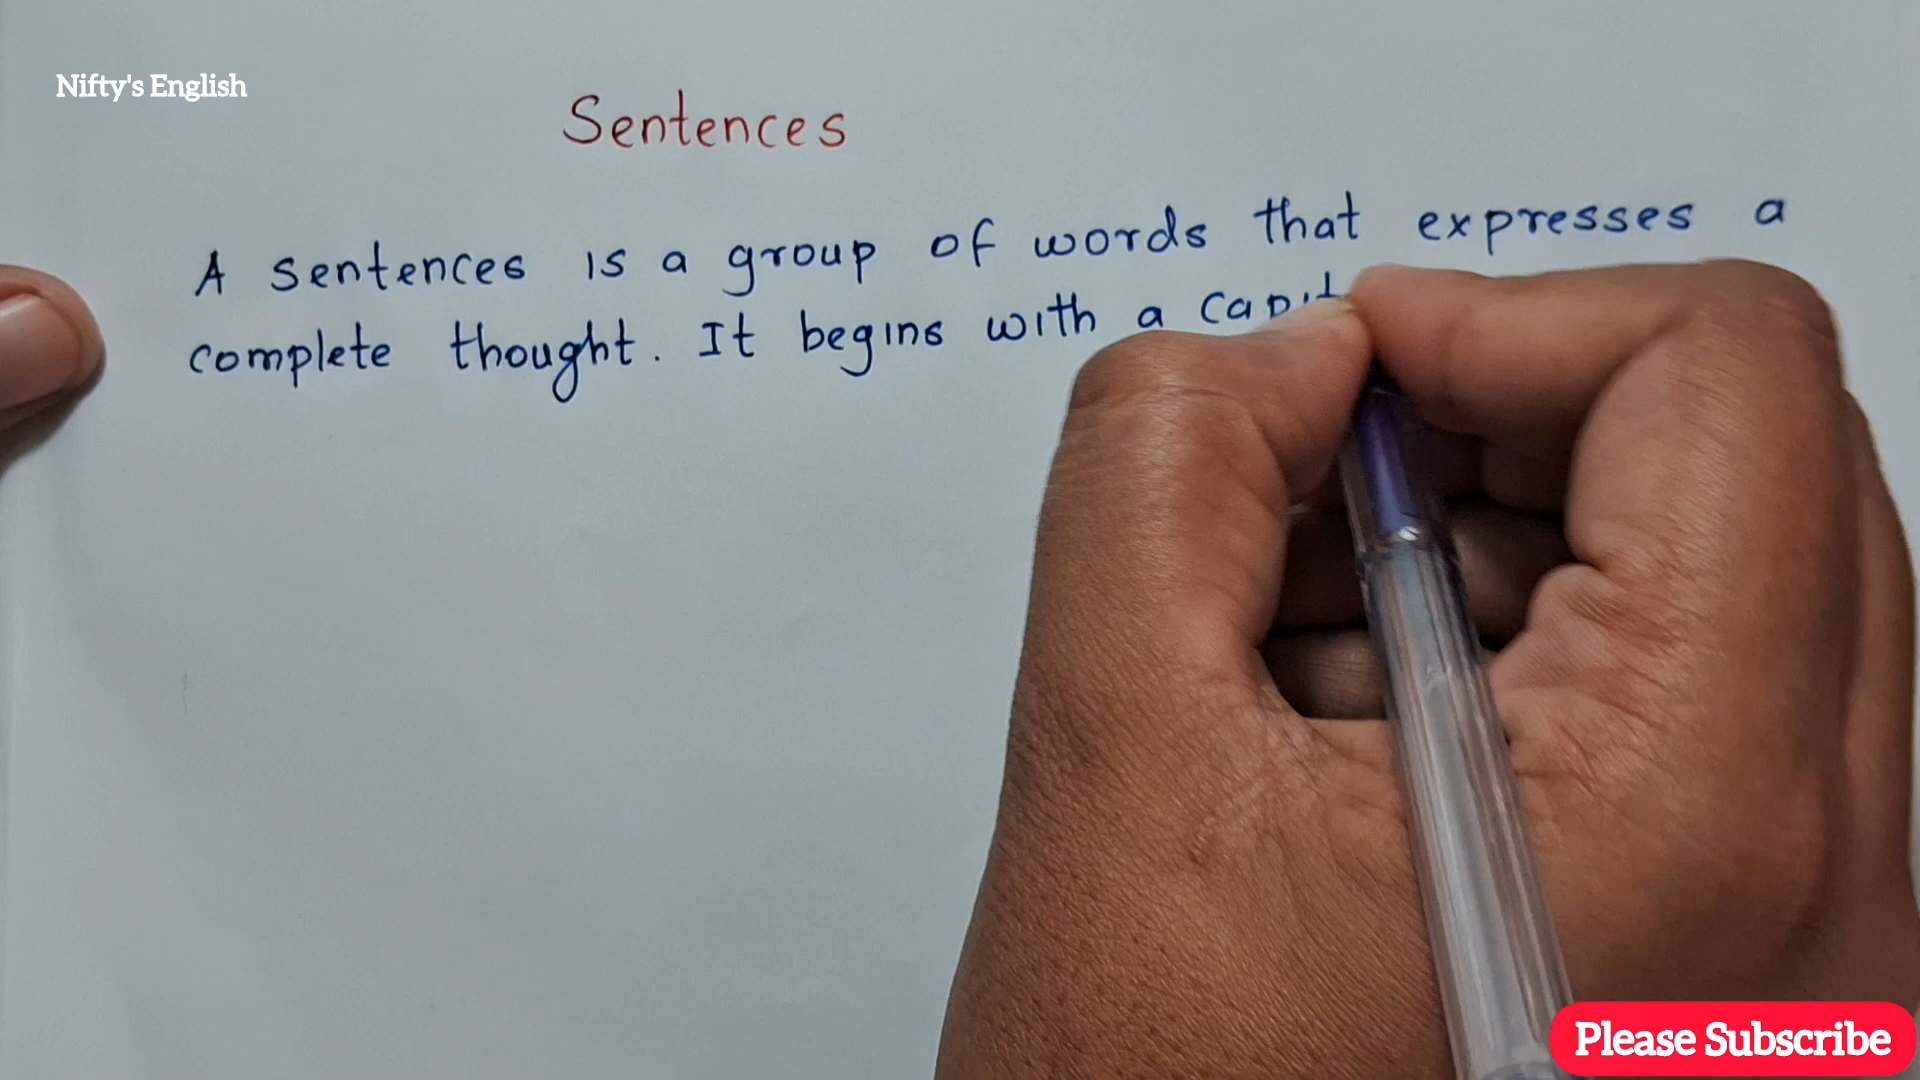 Nifty's English
Sentences
A sentences is a group of words that expresses a
complete thought. It begins with a
Please Subscribe